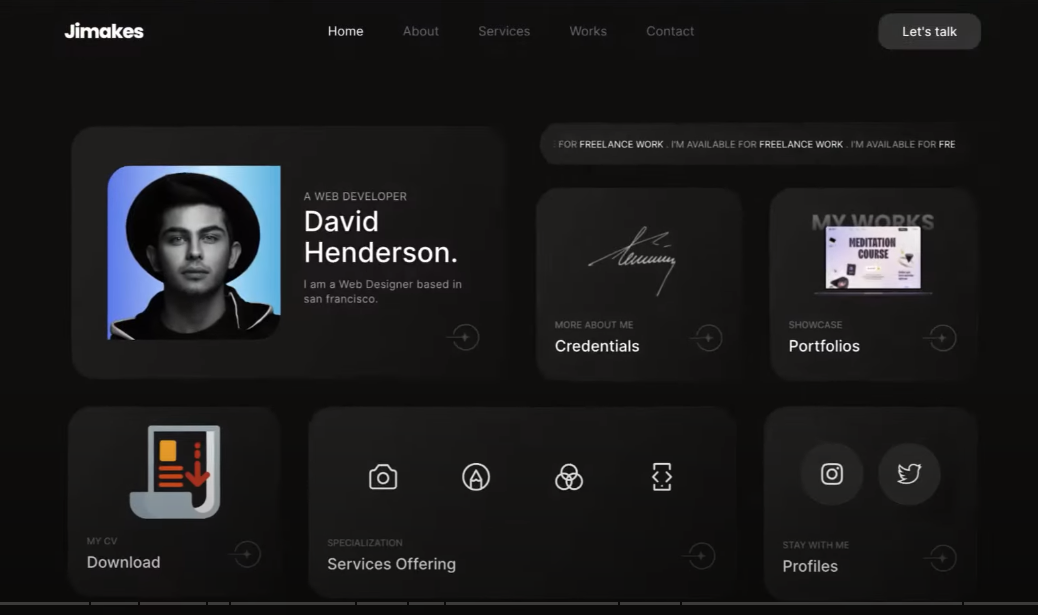 Jimakes
Home
About
Services
Works
Contact
Let's talk
FOR FREELANCE WORK . I'M AVAILABLE FOR FREELANCE WORK . I'M AVAILABLE FOR FRE
A WEB DEVELOPER
David
Henderson.
I am a Web Designer based in
san francisco.
MORE ABOUT ME
Credentials
MY WORKS
MEDITATION
COURSE
SHOWCASE
Portfolios
MY CV
Download
SPECIALIZATION
Services Offering
STAY WITH ME
Profiles